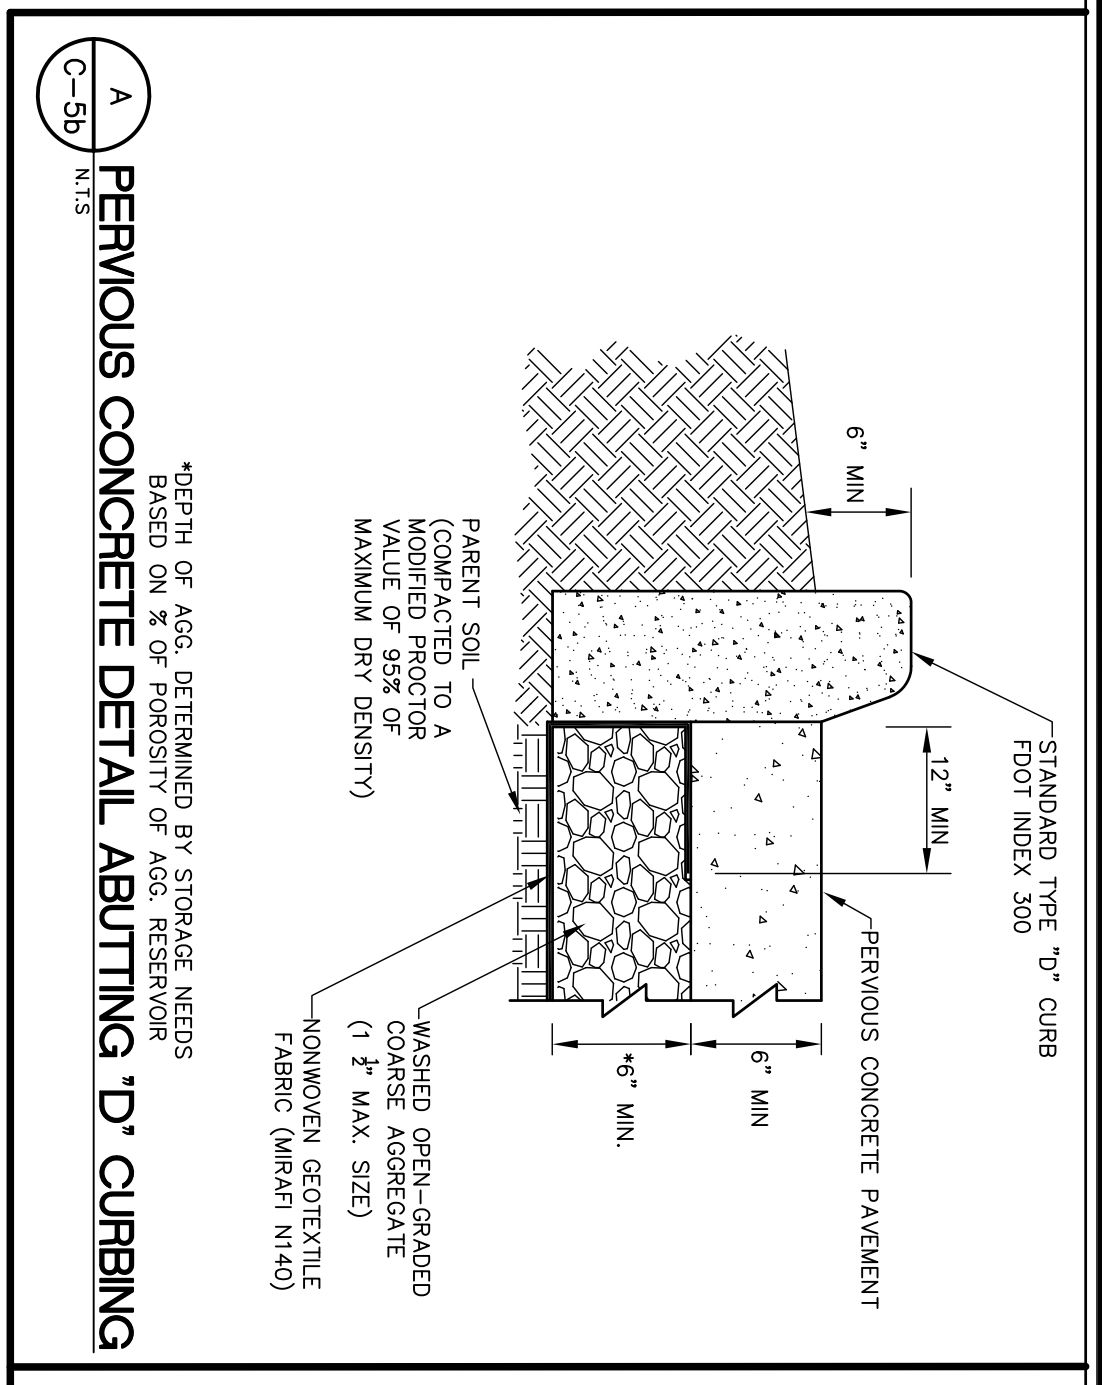 STANDARD TYPE "D" CURB
FDOT INDEX 300
6" MIN
12" MIN
PERVIOUS CONCRETE PAVEMENT
6" MIN
*6" MIN.
PARENT SOIL
(COMPACTED TO A
MODIFIED PROCTOR
VALUE OF 95% OF
MAXIMUM DRY DENSITY)
WASHED OPEN-GRADED
COARSE AGGREGATE
(1 ½" MAX. SIZE)
NONWOVEN GEOTEXTILE
FABRIC (MIRAFI N140)
*DEPTH OF AGG. DETERMINED BY STORAGE NEEDS
BASED ON % OF POROSITY OF AGG. RESERVOIR
A
C-5b
PERVIOUS CONCRETE DETAIL ABUTTING "D" CURBING
N.T.S